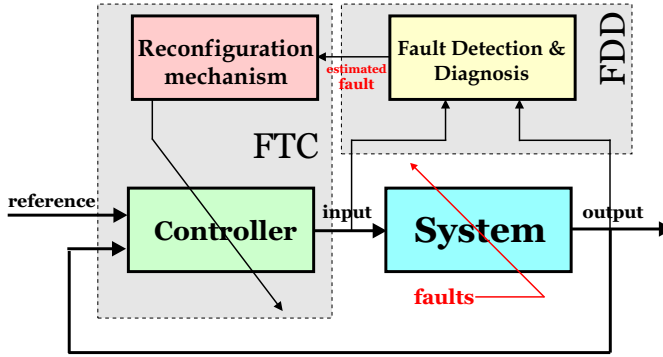 Reconfiguration
mechanism
Fault Detection &
Diagnosis
FDD
estimated
fault
FTC
reference
Controller
input
System
output
faults